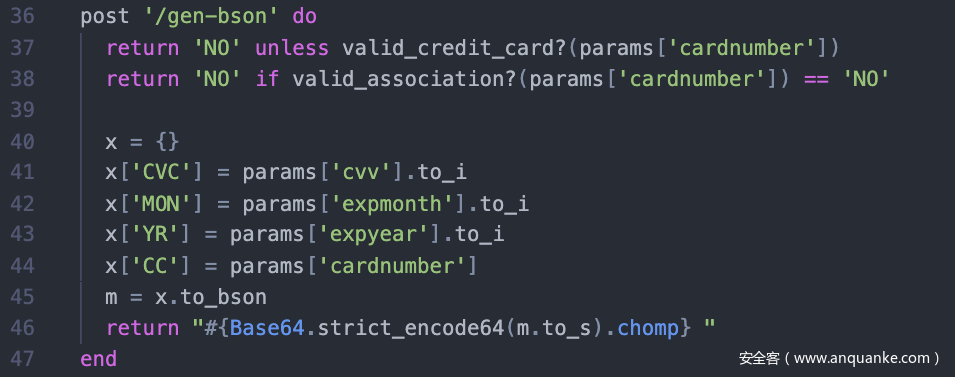 36 post '/gen-bson' do
37 return 'NO' unless valid_credit_card?(params['cardnumber'])
38 return 'NO' if valid_association?(params['cardnumber']) == 'NO'
39
40 x = {}
41 x['CVC'] = params['cvv'].to_i
42 x['MON'] = params['expmonth'].to_i
43 x['YR'] = params['expyear'].to_i
44 x['CC'] = params['cardnumber']
45 m = x.to_bson
46 return "#{Base64.strict_encode64(m.to_s).chomp} "
47 end
安全客（www.anquanke.com）